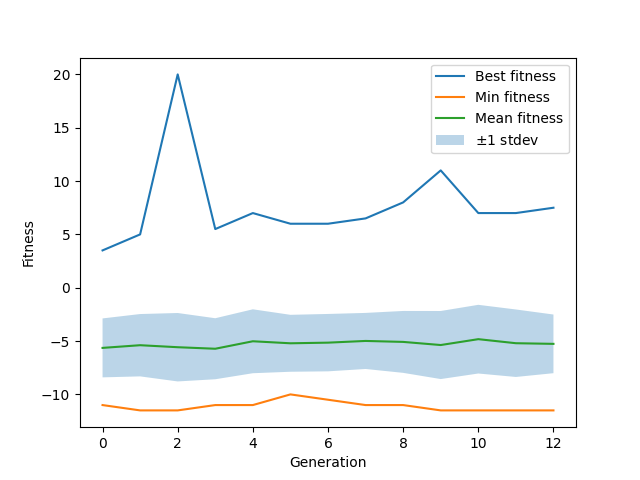 20
15
10
5
0
−5
−10
Fitness
Best fitness
Min fitness
Mean fitness
±1 stdev
0 2 4 6 8 10 12
Generation